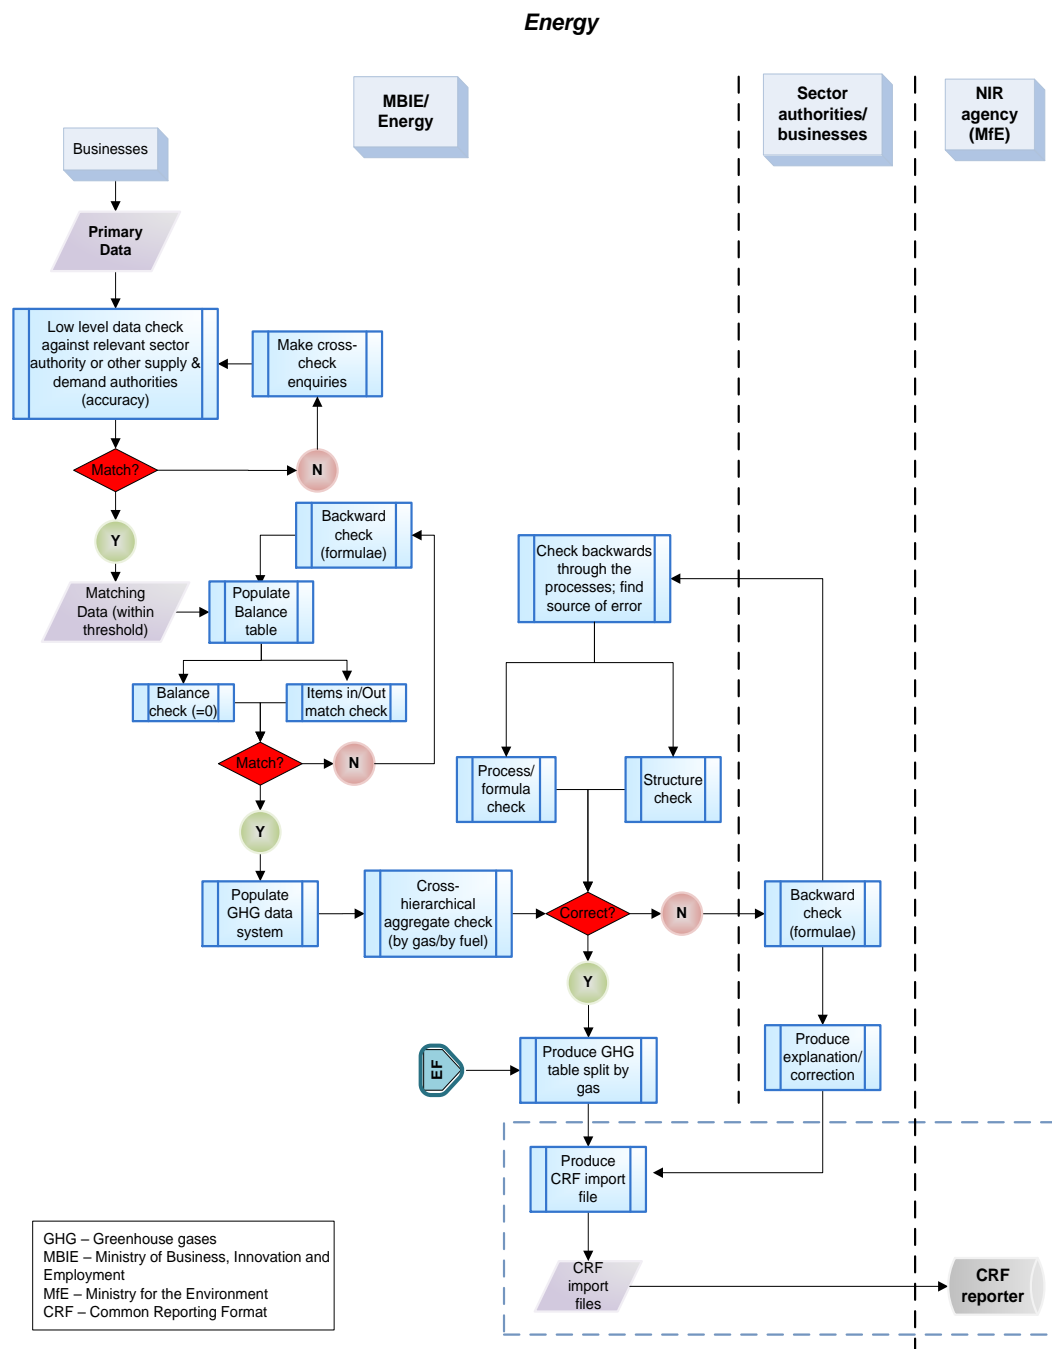 Energy
MBIE/
Energy
Sector
authorities/
businesses
NIR
agency
(MfE)
Businesses
Primary
Data
Low level data check
against relevant sector
authority or other supply &
demand authorities
(accuracy)
Make cross-
check
enquiries
Match?
N
Y
Backward
check
(formulae)
Check backwards
through the
processes; find
source of error
Matching
Data (within
threshold)
Populate
Balance
table
Balance
check (=0)
Items in/Out
match check
Match?
N
Process/
formula
check
Structure
check
Y
Populate
GHG data
system
Cross-
hierarchical
aggregate check
(by gas/by fuel)
Correct?
N
Backward
check
(formulae)
Y
EF
Produce GHG
table split by
gas
Produce
explanation/
correction
Produce
CRF import
file
CRF
import
files
CRF
reporter
GHG – Greenhouse gases
MBIE – Ministry of Business, Innovation and
Employment
MfE – Ministry for the Environment
CRF – Common Reporting Format